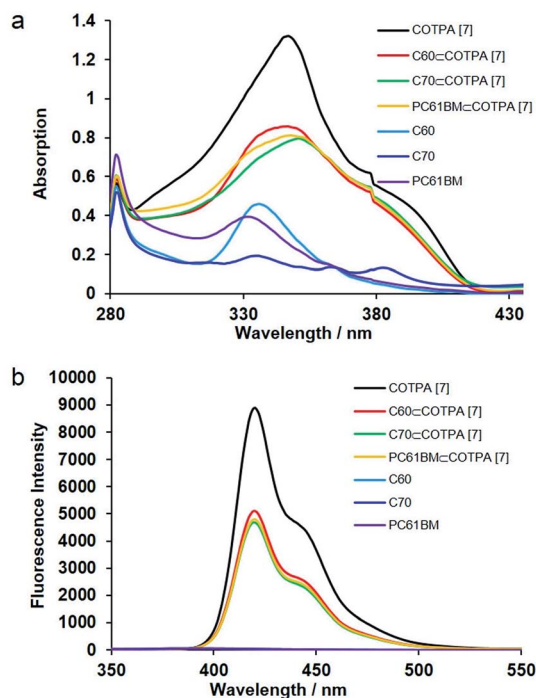 a
1.4
1.2
1
0.8
0.6
0.4
0.2
0
Absorption
280 330 380 430
Wavelength / nm
COTPA [7]
C60⊂COTPA [7]
C70⊂COTPA [7]
PC61BM⊂COTPA [7]
C60
C70
PC61BM
b
10000
9000
8000
7000
6000
5000
4000
3000
2000
1000
0
Fluorescence Intensity
350 400 450 500 550
Wavelength / nm
COTPA [7]
C60⊂COTPA [7]
C70⊂COTPA [7]
PC61BM⊂COTPA [7]
C60
C70
PC61BM